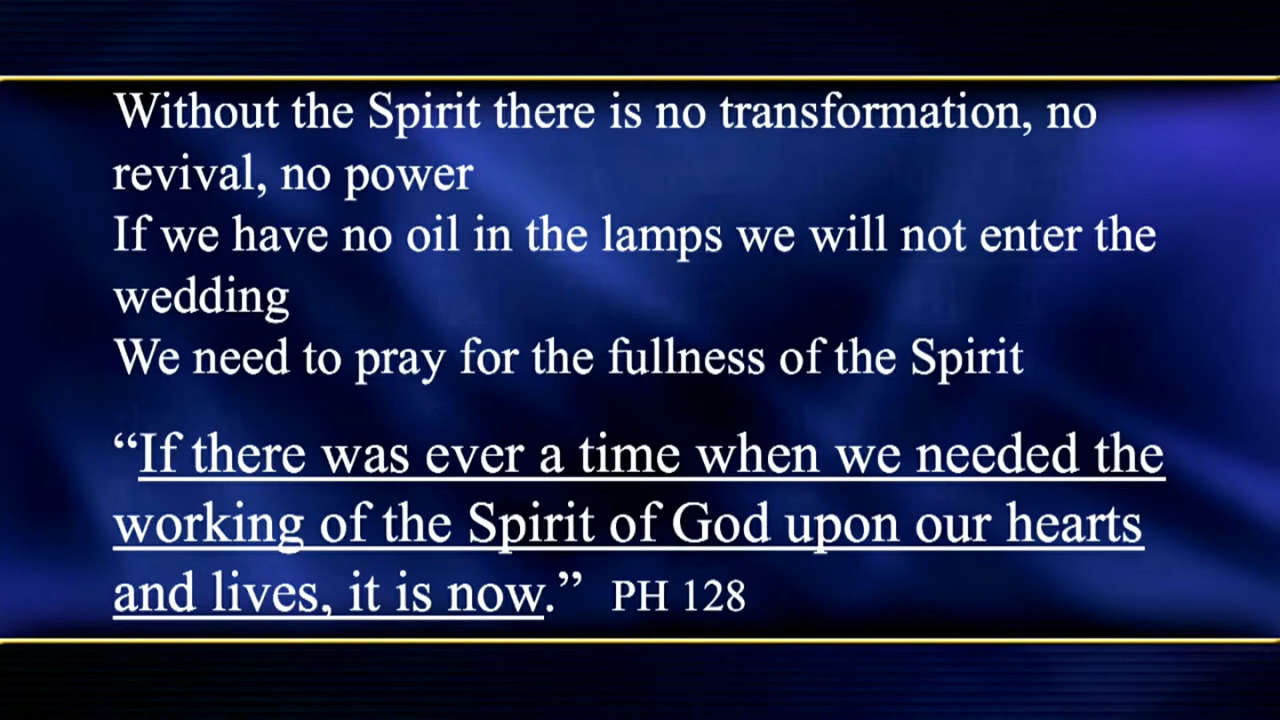 Without the Spirit there is no transformation, no
revival, no power
If we have no oil in the lamps we will not enter the
wedding
We need to pray for the fullness of the Spirit
“If there was ever a time when we needed the
working of the Spirit of God upon our hearts
and lives, it is now.” PH 128